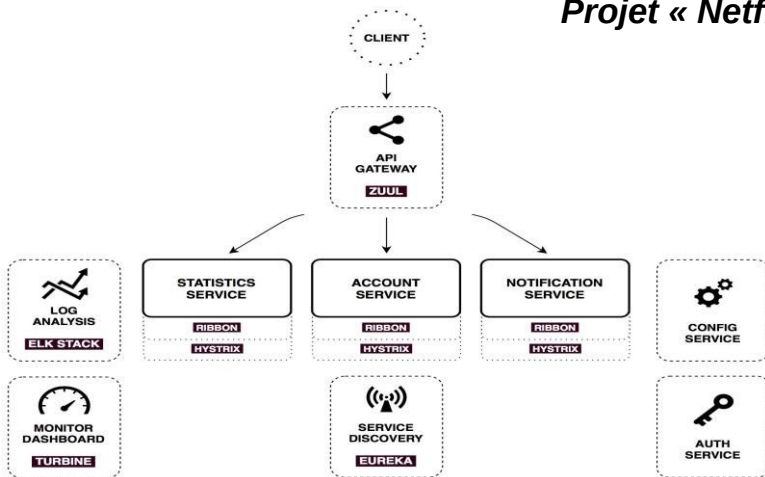 Projet « Netf
CLIENT
API
GATEWAY
ZUUL
STATISTICS
SERVICE
RIBBON
HYSTRIX
ACCOUNT
SERVICE
RIBBON
HYSTRIX
NOTIFICATION
SERVICE
RIBBON
HYSTRIX
LOG
ANALYSIS
ELK STACK
CONFIG
SERVICE
MONITOR
DASHBOARD
TURBINE
SERVICE
DISCOVERY
EUREKA
AUTH
SERVICE